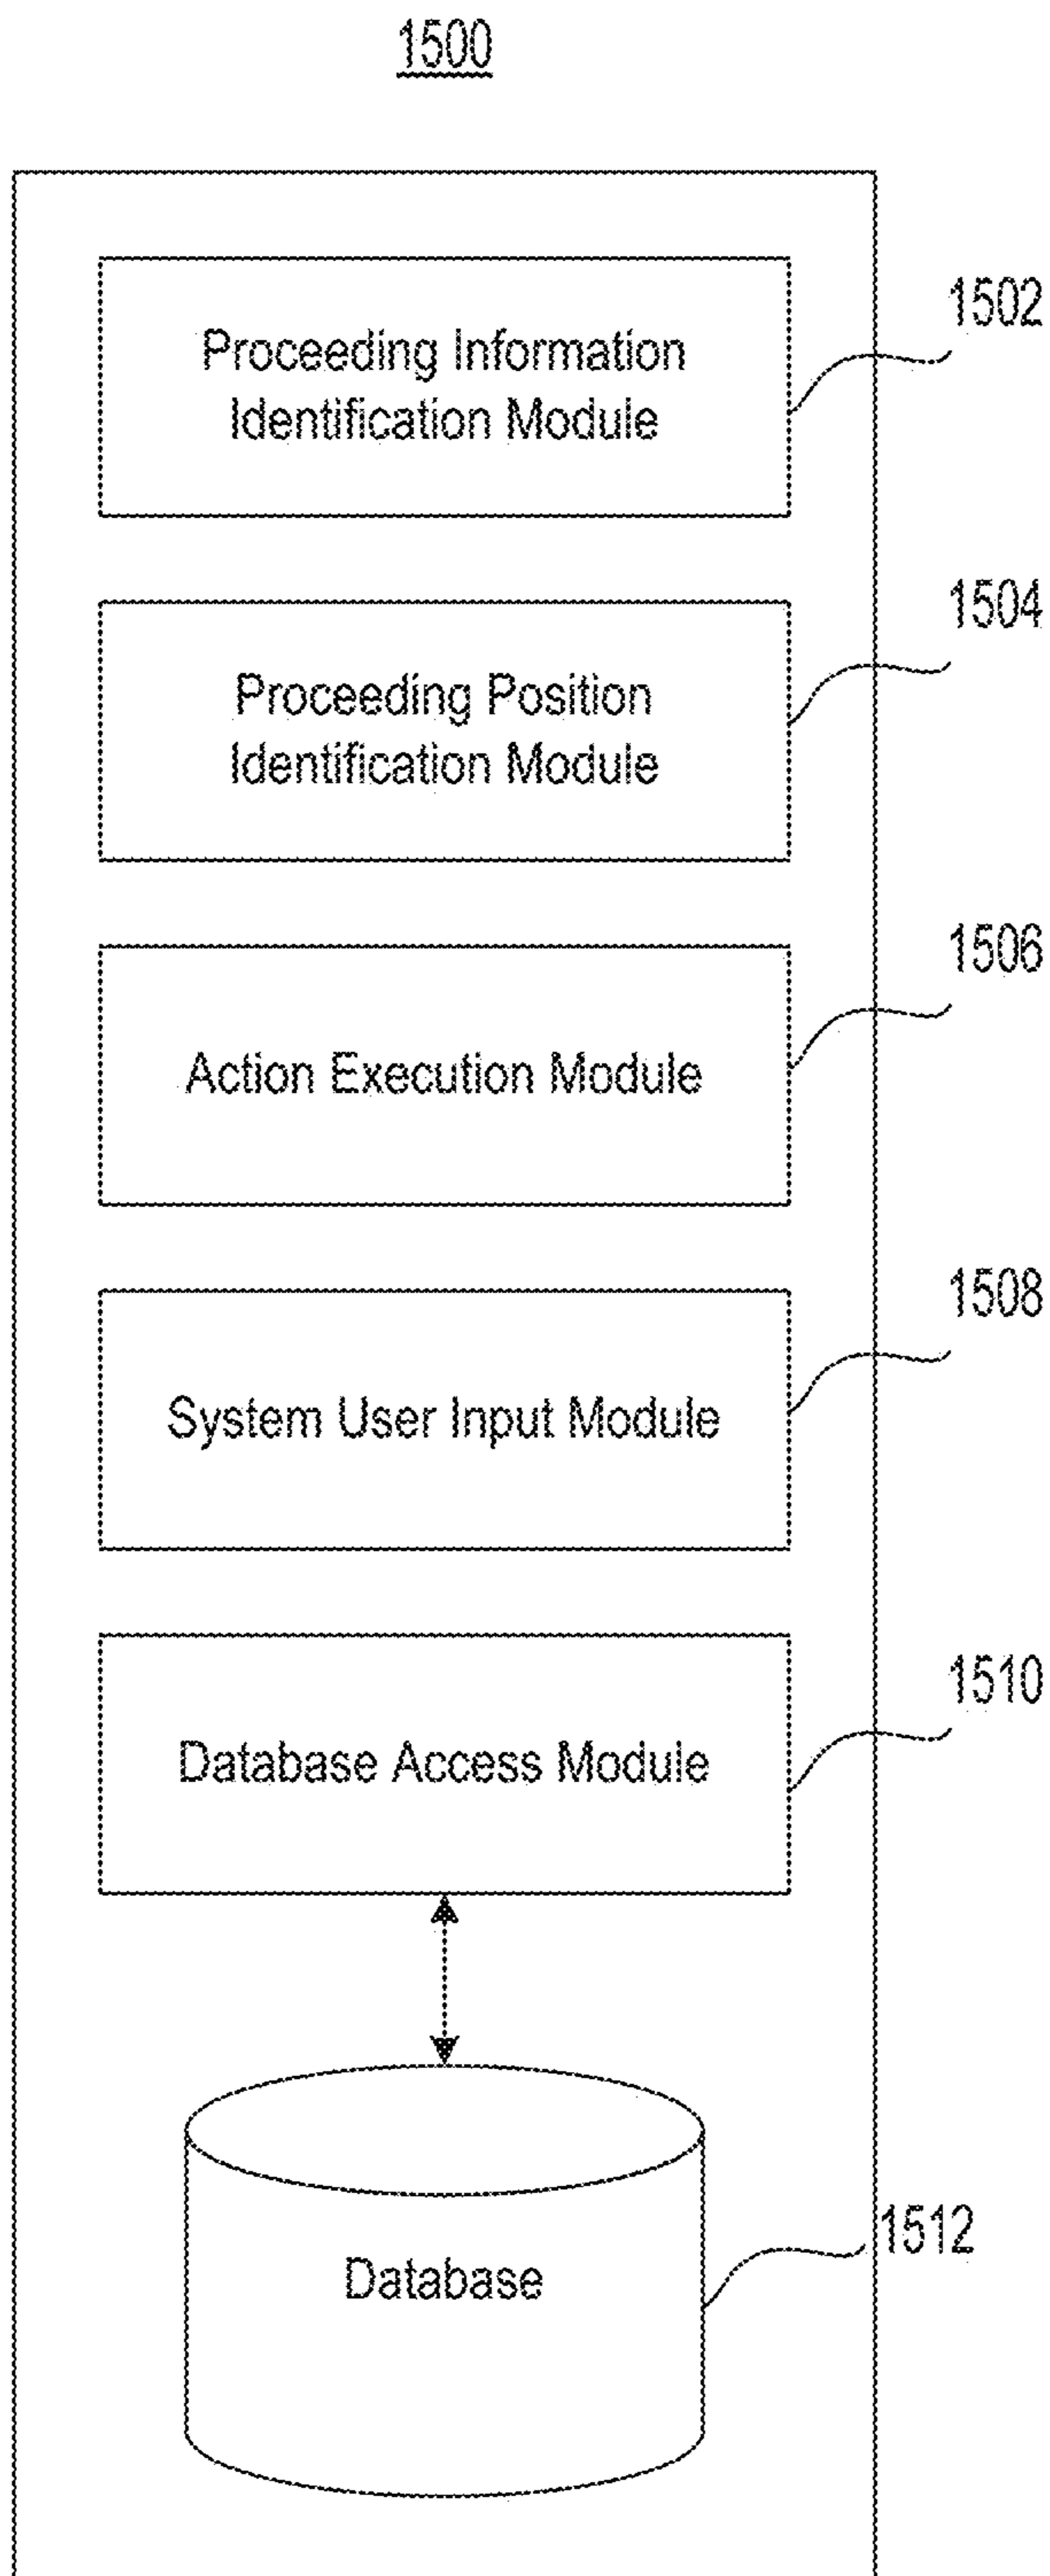 1500
1502
Proceeding Information
Identification Module
1504
Proceeding Position
Identification Module
1506
Action Execution Module
1508
System User Input Module
1510
Database Access Module
1512
Database